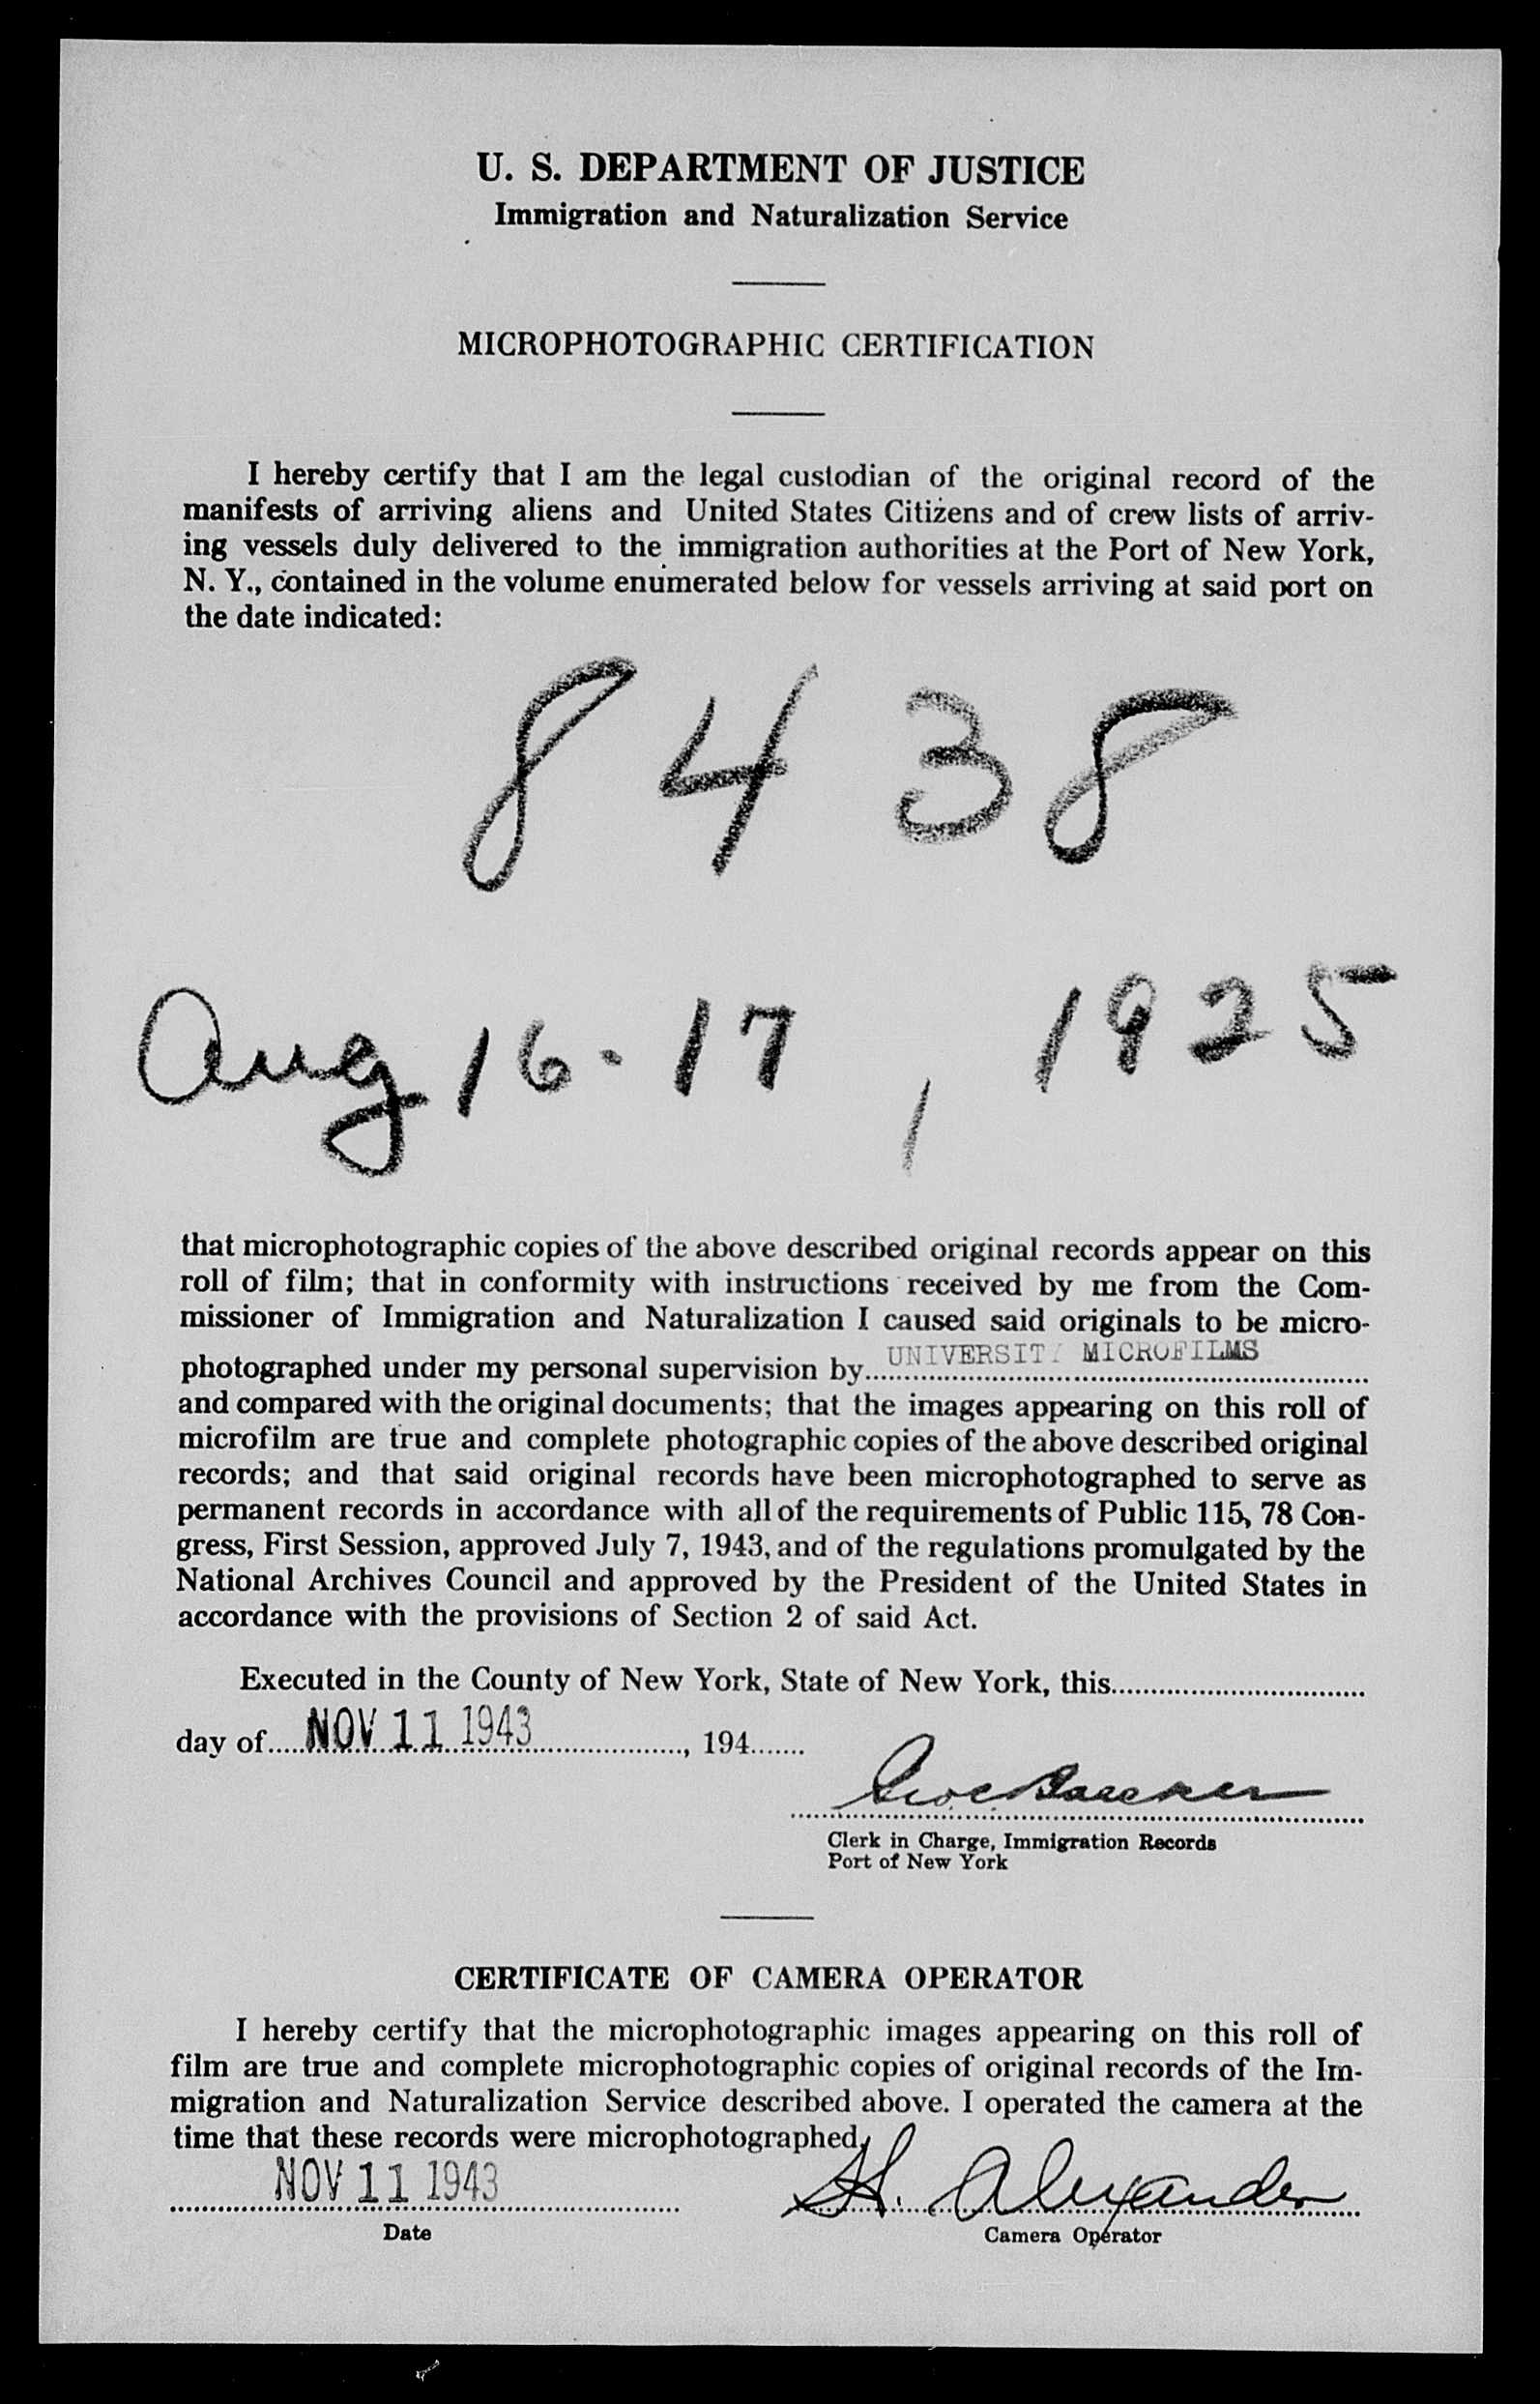 U. S. DEPARTMENT OF JUSTICE
Immigration and Naturalization Service
MICROPHOTOGRAPHIC CERTIFICATION
I hereby certify that I am the legal custodian of the original record of the
manifests of arriving aliens and United States Citizens and of crew lists of arriv-
ing vessels duly delivered to the immigration authorities at the Port of New York,
N. Y., contained in the volume enumerated below for vessels arriving at said port on
the date indicated:
8438
Aug 16-17, 1925
that microphotographic copies of the above described original records appear on this
roll of film; that in conformity with instructions received by me from the Com-
missioner of Immigration and Naturalization I caused said originals to be micro-
photographed under my personal supervision by UNIVERSITY MICROFILMS
and compared with the original documents; that the images appearing on this roll of
microfilm are true and complete photographic copies of the above described original
records; and that said original records have been microphotographed to serve as
permanent records in accordance with all of the requirements of Public 115, 78 Con-
gress, First Session, approved July 7, 1943, and of the regulations promulgated by the
National Archives Council and approved by the President of the United States in
accordance with the provisions of Section 2 of said Act.
Executed in the County of New York, State of New York, this
day of NOV 11 1943, 194
Clerk in Charge, Immigration Records
Port of New York
CERTIFICATE OF CAMERA OPERATOR
I hereby certify that the microphotographic images appearing on this roll of
film are true and complete microphotographic copies of original records of the Im-
migration and Naturalization Service described above. I operated the camera at the
time that these records were microphotographed.
NOV 11 1943 H. Alexander
Date Camera Operator